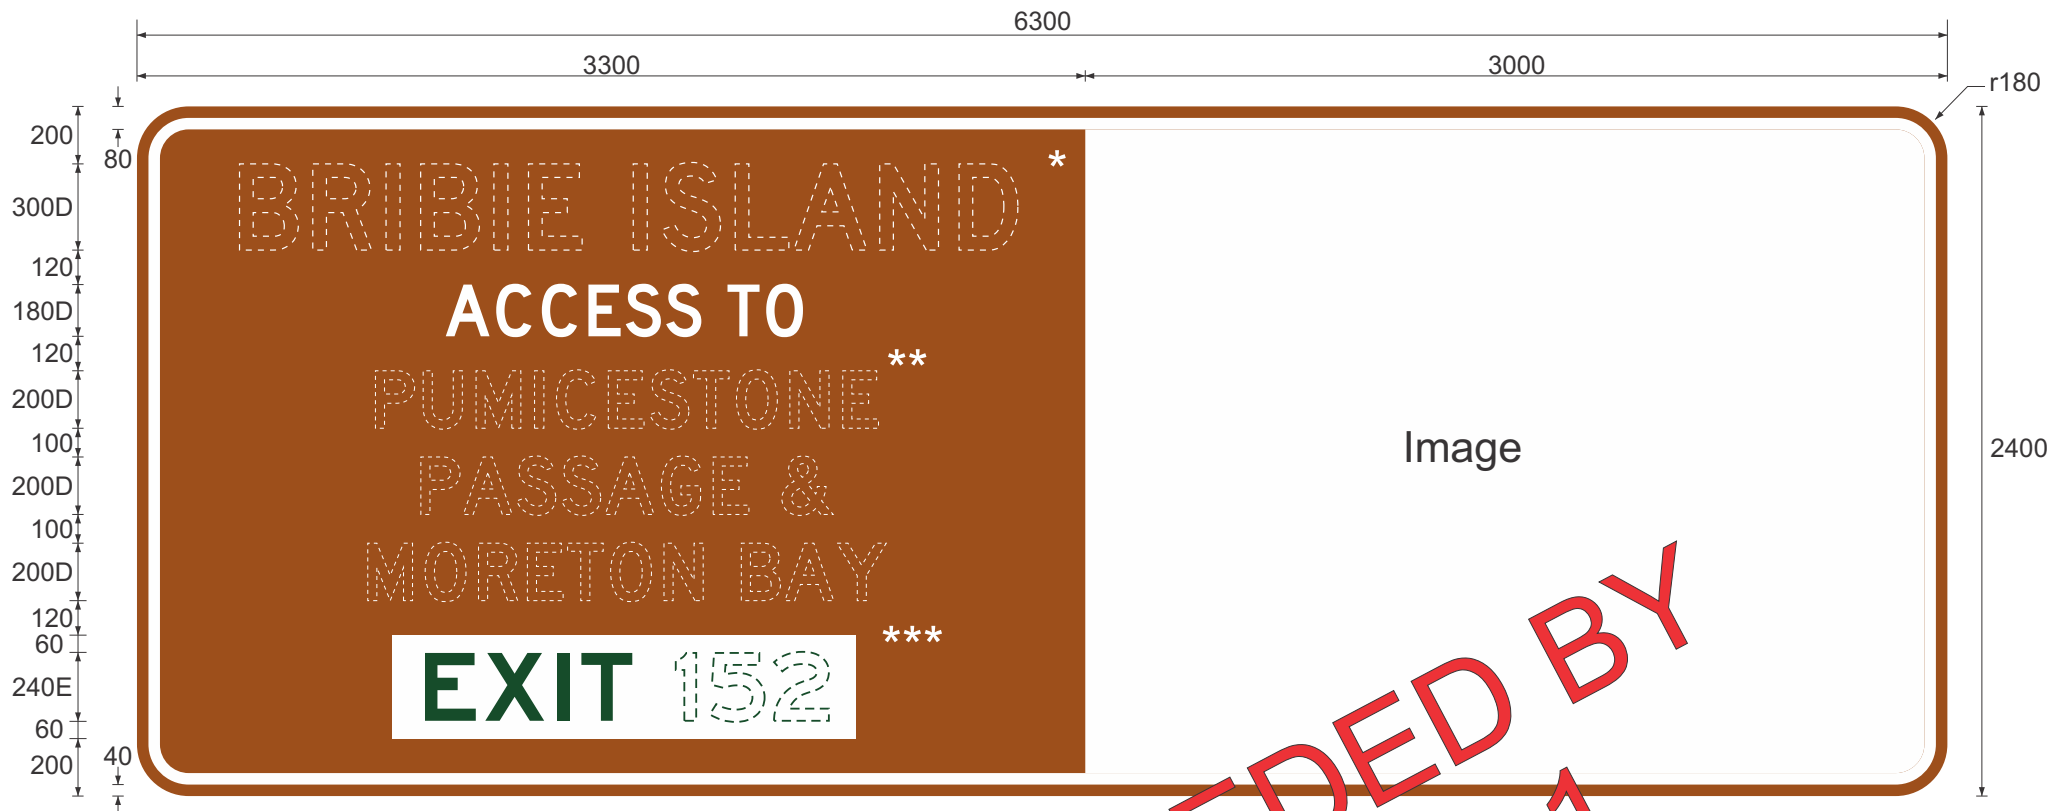 6300
3300 3000
r180
200
80
BRIBIE ISLAND *
300D
120
ACCESS TO
180D
120
PUMICESTONE **
200D
100
2400
Image
PASSAGE &
200D
100
MORETON BAY
200D
120
60
***
EXIT 152
240E
60
40
200
BY